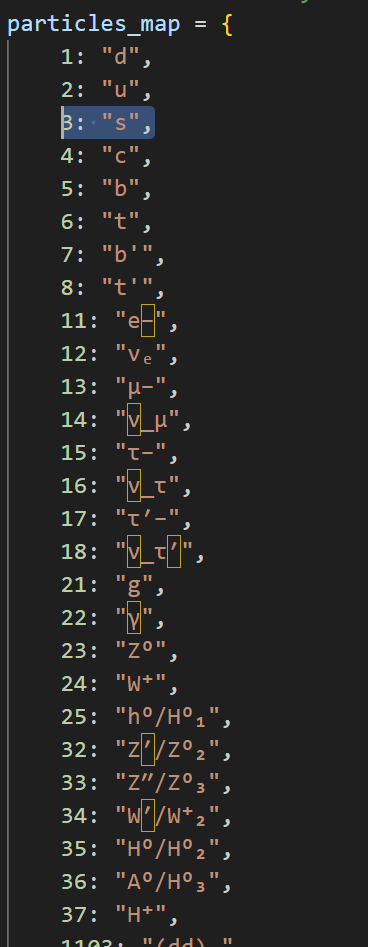 particles_map = {
1: "d",
2: "u",
3: "s",
4: "c",
5: "b",
6: "t",
7: "b'",
8: "t'",
11: "e−",
12: "νₑ",
13: "μ−",
14: "ν_μ",
15: "τ−",
16: "ν_τ",
17: "τ′−",
18: "ν_τ′",
21: "g",
22: "γ",
23: "Z⁰",
24: "W⁺",
25: "h⁰/H⁰₁",
32: "Z′/Z⁰₂",
33: "Z″/Z⁰₃",
34: "W′/W⁺₂",
35: "H⁰/H⁰₂",
36: "A⁰/H⁰₃",
37: "H⁺",